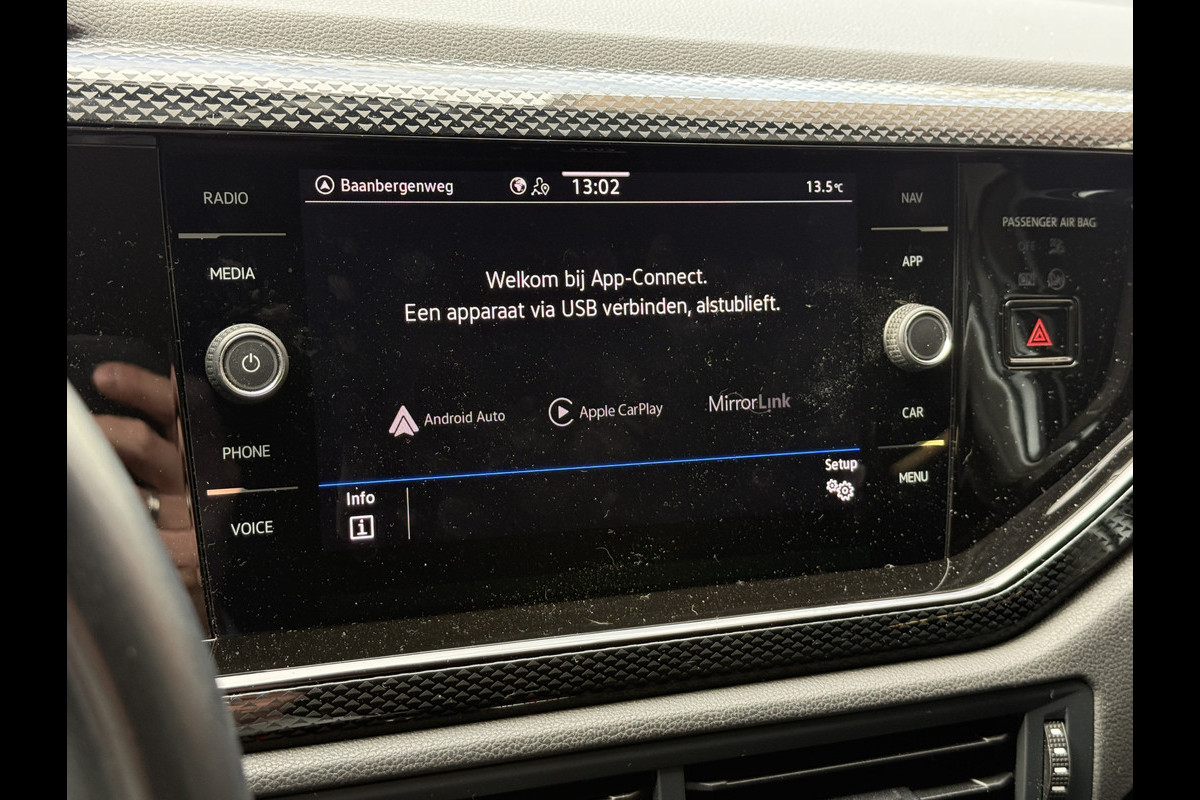 RADIO
MEDIA
PHONE
VOICE
Baanbergenweg
13:02
13.5°C
Welkom bij App-Connect.
Een apparaat via USB verbinden, alstublieft.
Android Auto
Apple CarPlay
MirrorLink
Info
Setup
NAV
APP
CAR
MENU
PASSENGER AIR BAG
OFF